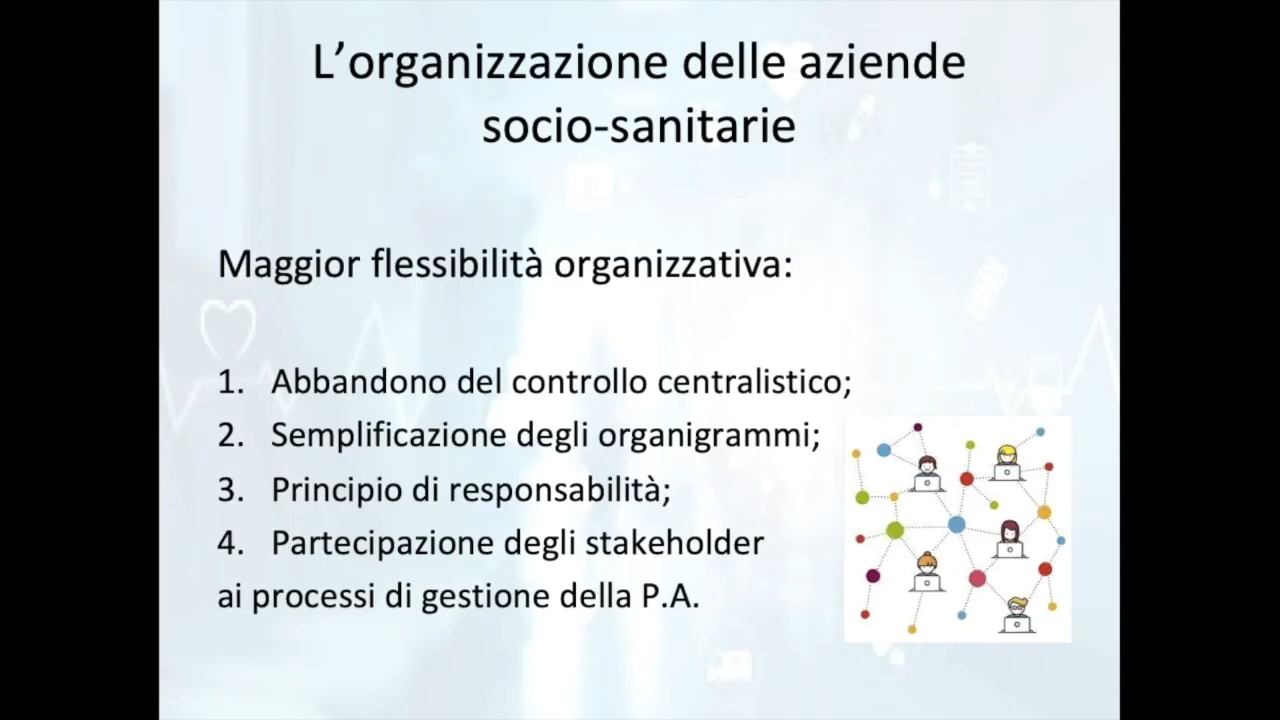 L’organizzazione delle aziende
socio-sanitarie
Maggior flessibilità organizzativa:
1. Abbandono del controllo centralistico;
2. Semplificazione degli organigrammi;
3. Principio di responsabilità;
4. Partecipazione degli stakeholder
ai processi di gestione della P.A.